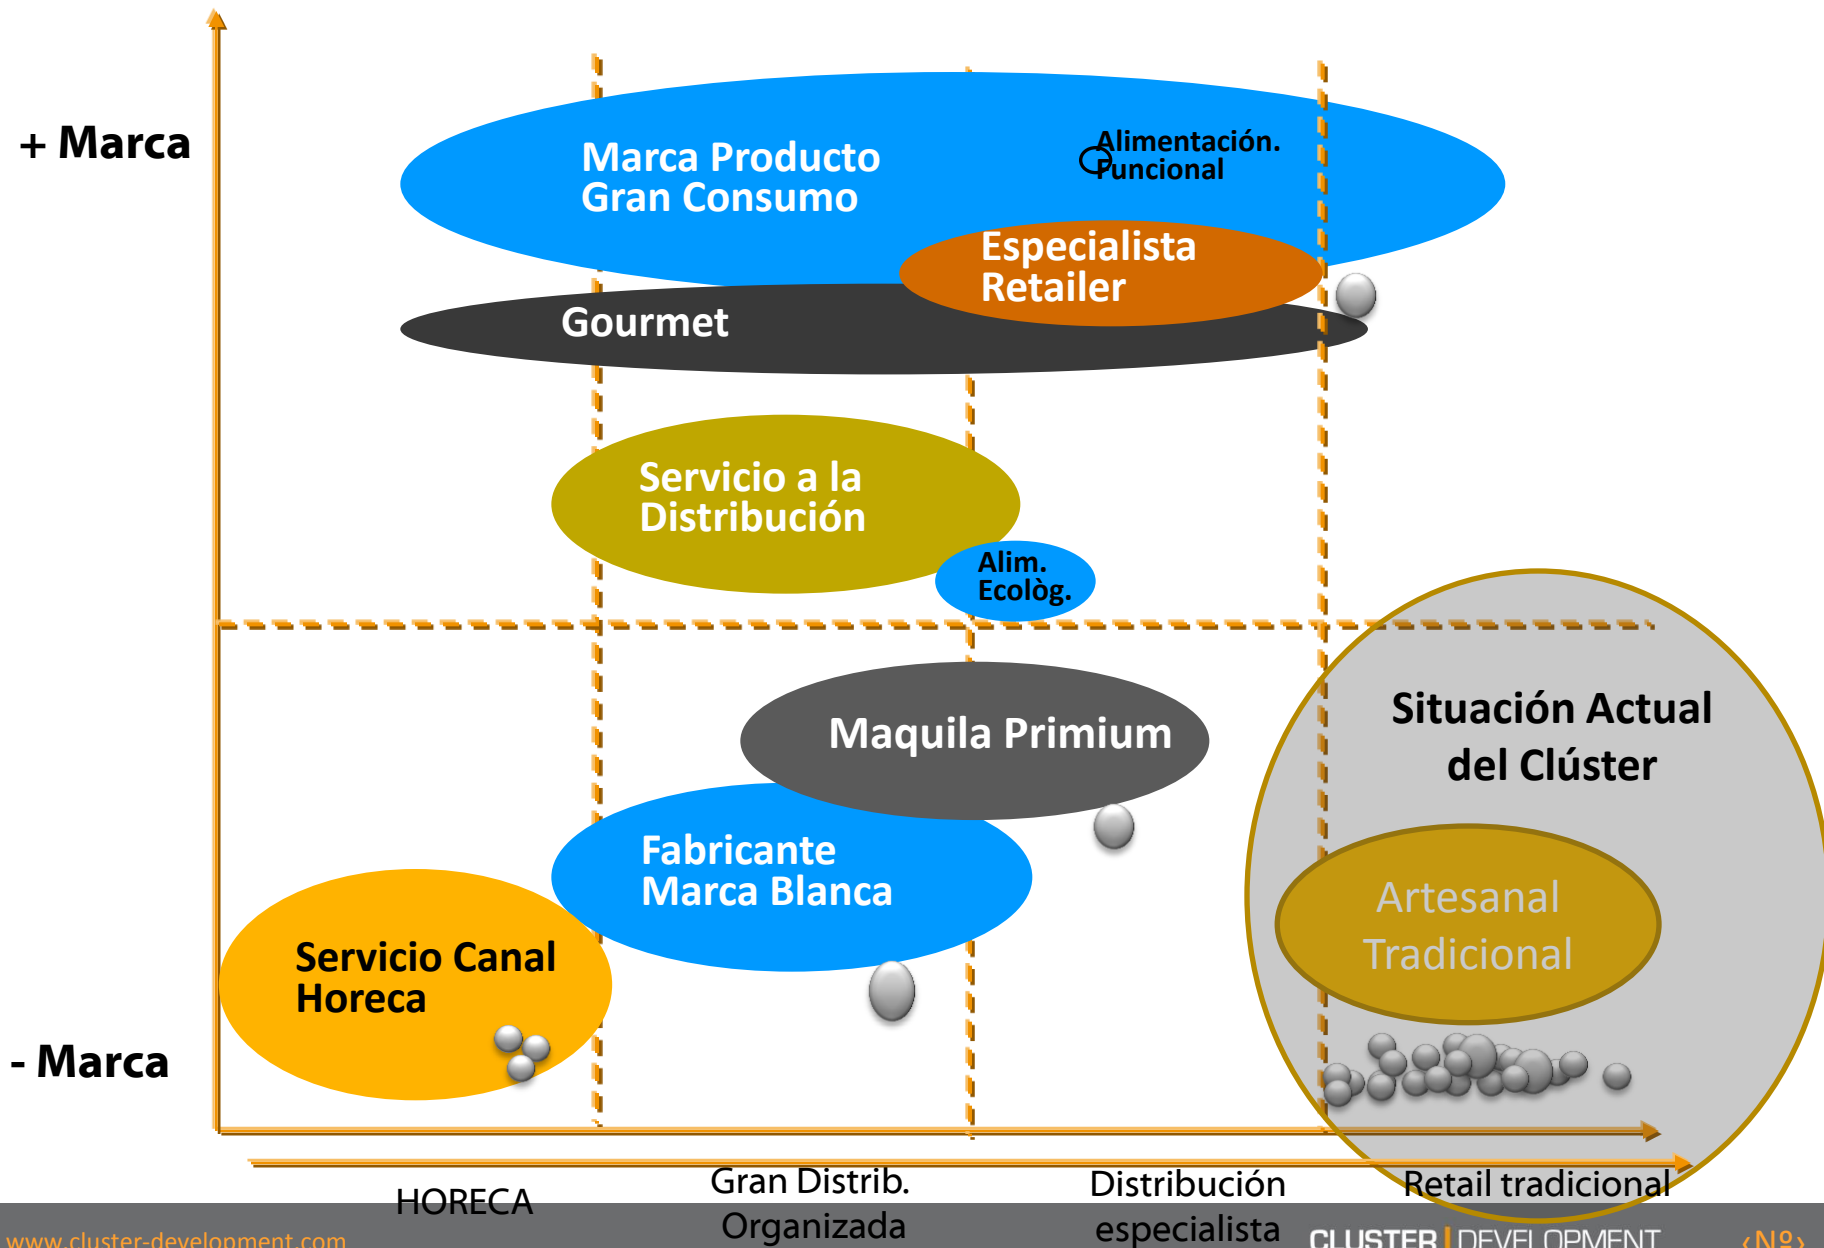 + Marca
Marca Producto
Gran Consumo
Alimentación.
Funcional
Especialista
Retailer
Gourmet
Servicio a la
Distribución
Alim.
Ecològ.
Maquila Primium
Situación Actual
del Clúster
Fabricante
Marca Blanca
Artesanal
Tradicional
Servicio Canal
Horeca
- Marca
HORECA
Gran Distrib.
Organizada
Distribución
especialista
Retail tradicional
www.cluster-development.com
CLUSTER | DEVELOPMENT
‹Nº›